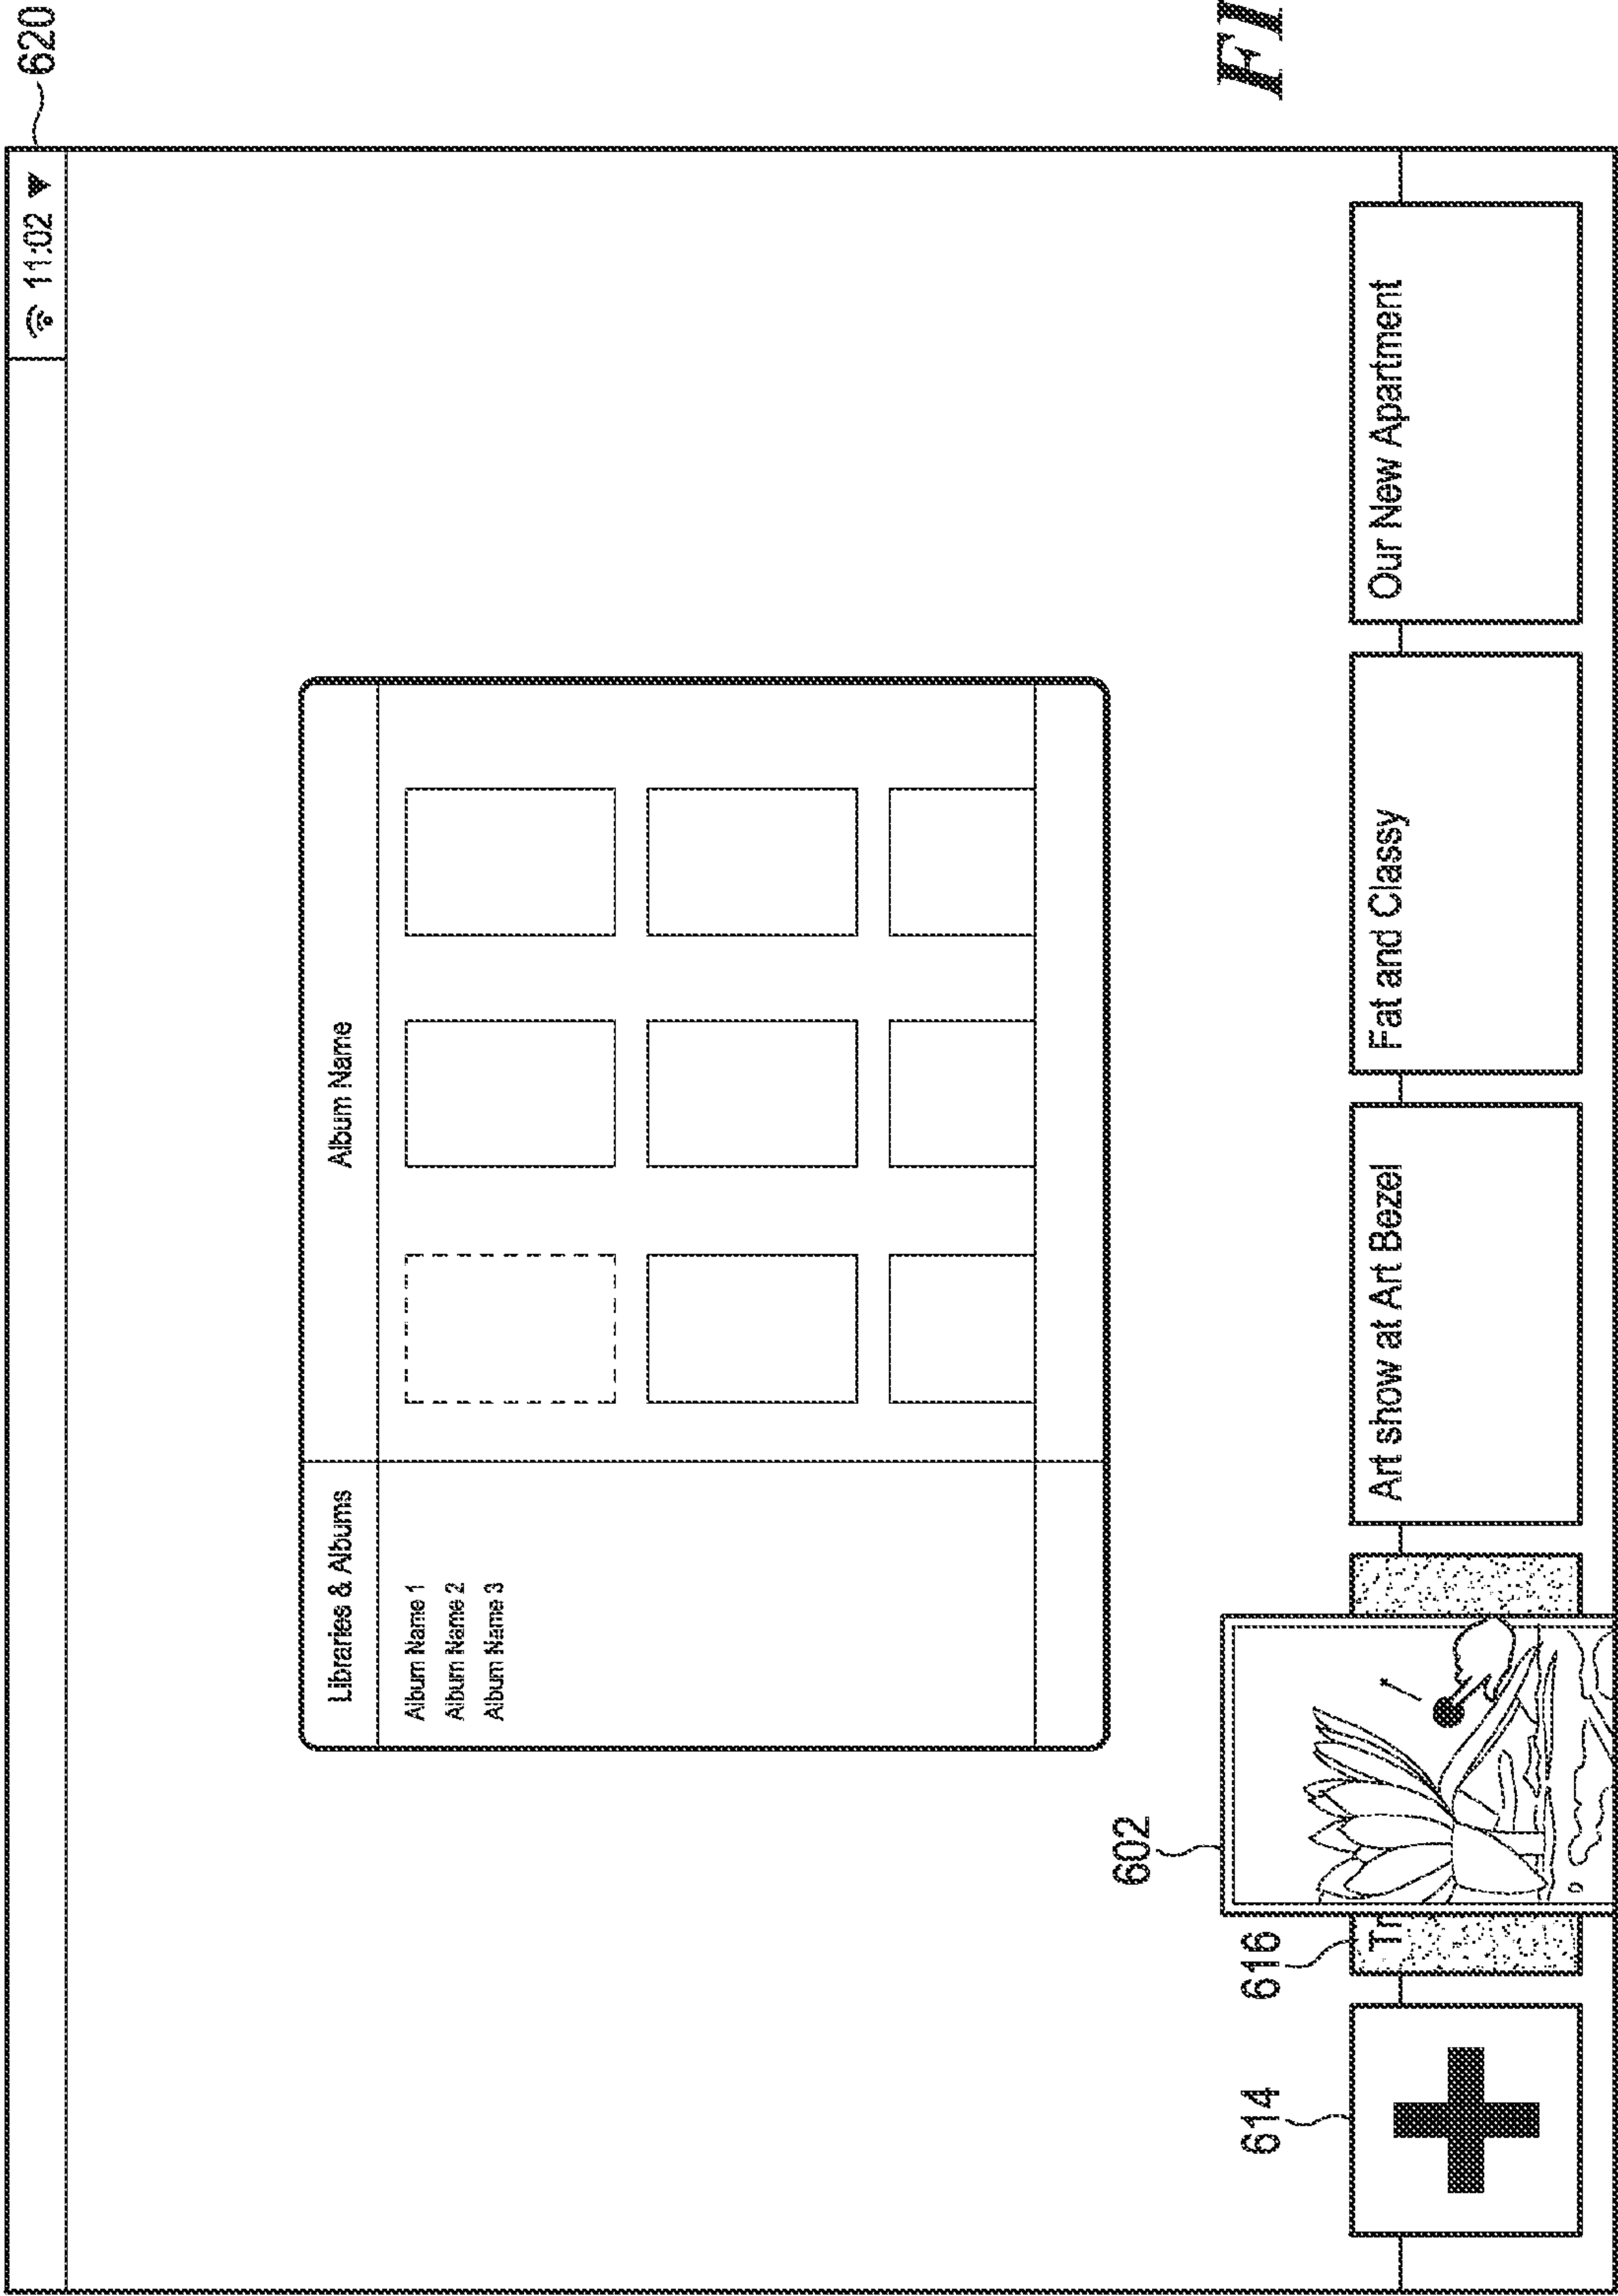 620
11:02
Libraries & Albums
Album Name
Album Name 1
Album Name 2
Album Name 3
602
616
614
Tr
Art show at Art Bezel
Fat and Classy
Our New Apartment
FI